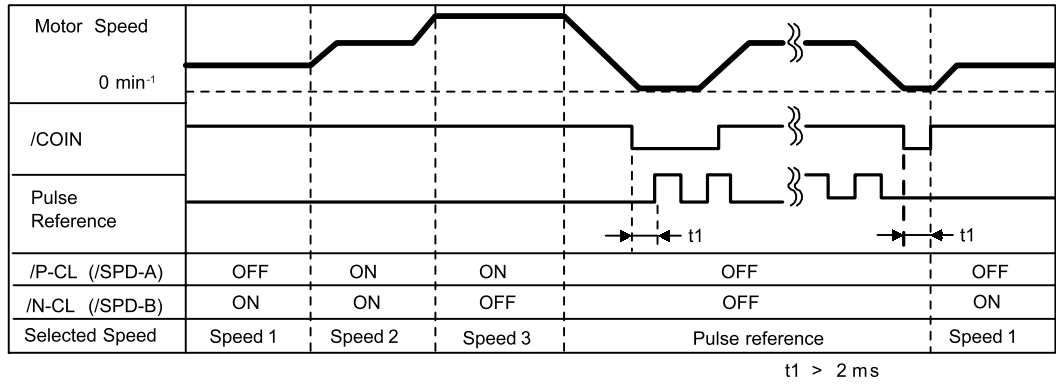 Motor Speed
0 min-1
/COIN
Pulse
Reference
t1
t1
/P-CL (/SPD-A) OFF ON ON OFF OFF
/N-CL (/SPD-B) ON ON OFF OFF ON
Selected Speed Speed 1 Speed 2 Speed 3 Pulse reference Speed 1
t1 > 2 ms